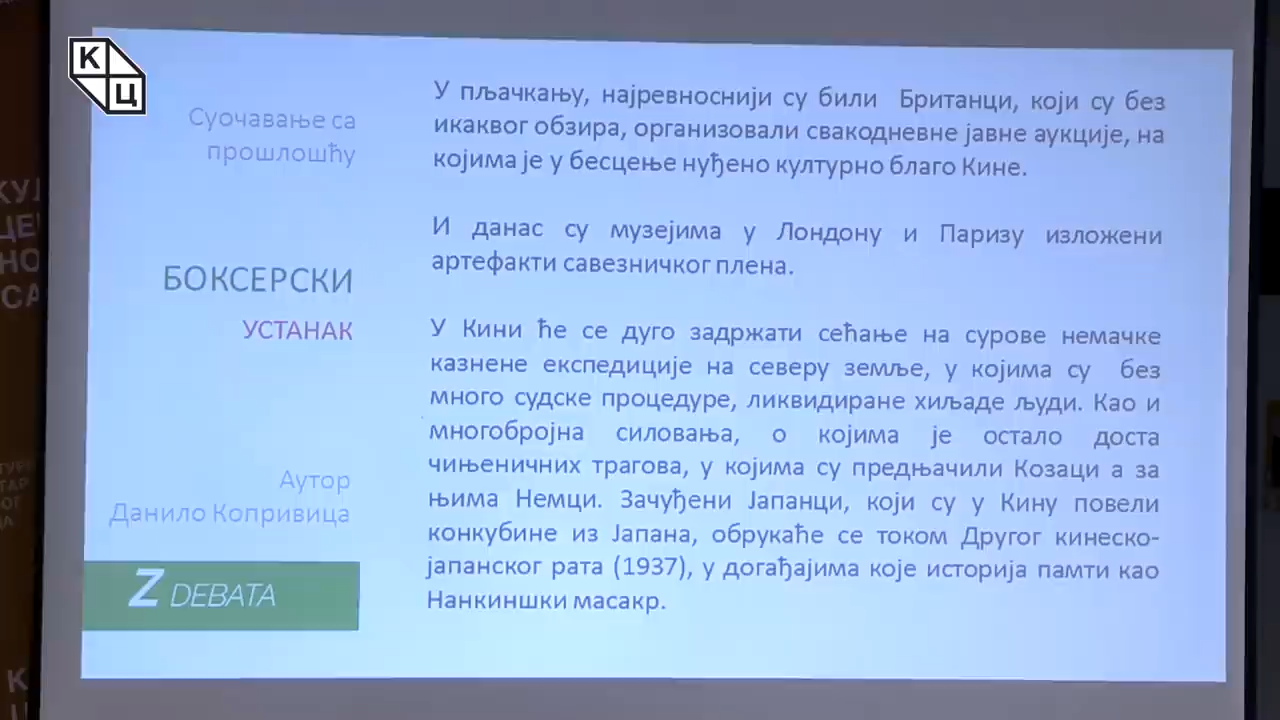 К
Ц
Суочавање са
прошлошћу
БОКСЕРСКИ
УСТАНАК
Аутор
Данило Копривица
Z DEBATA
У пљачкању, најревноснији су били Британци, који су без
икаквог обзира, организовали свакодневне јавне аукције, на
којима је у бесцење нуђено културно благо Кине.
И данас су музејима у Лондону и Паризу изложени
артефакти савезничког плена.
У Кини ће се дуго задржати сећање на сурове немачке
казнене експедиције на северу земље, у којима су без
много судске процедуре, ликвидиране хиљаде људи. Као и
многобројна силовања, о којима је остало доста
чињеничних трагова, у којима су предњачили Козаци а за
њима Немци. Зачуђени Јапанци, који су у Кину повели
конкубине из Јапана, обрукаће се током Другог кинеско-
јапанског рата (1937), у догађајима које историја памти као
Нанкиншки масакр.